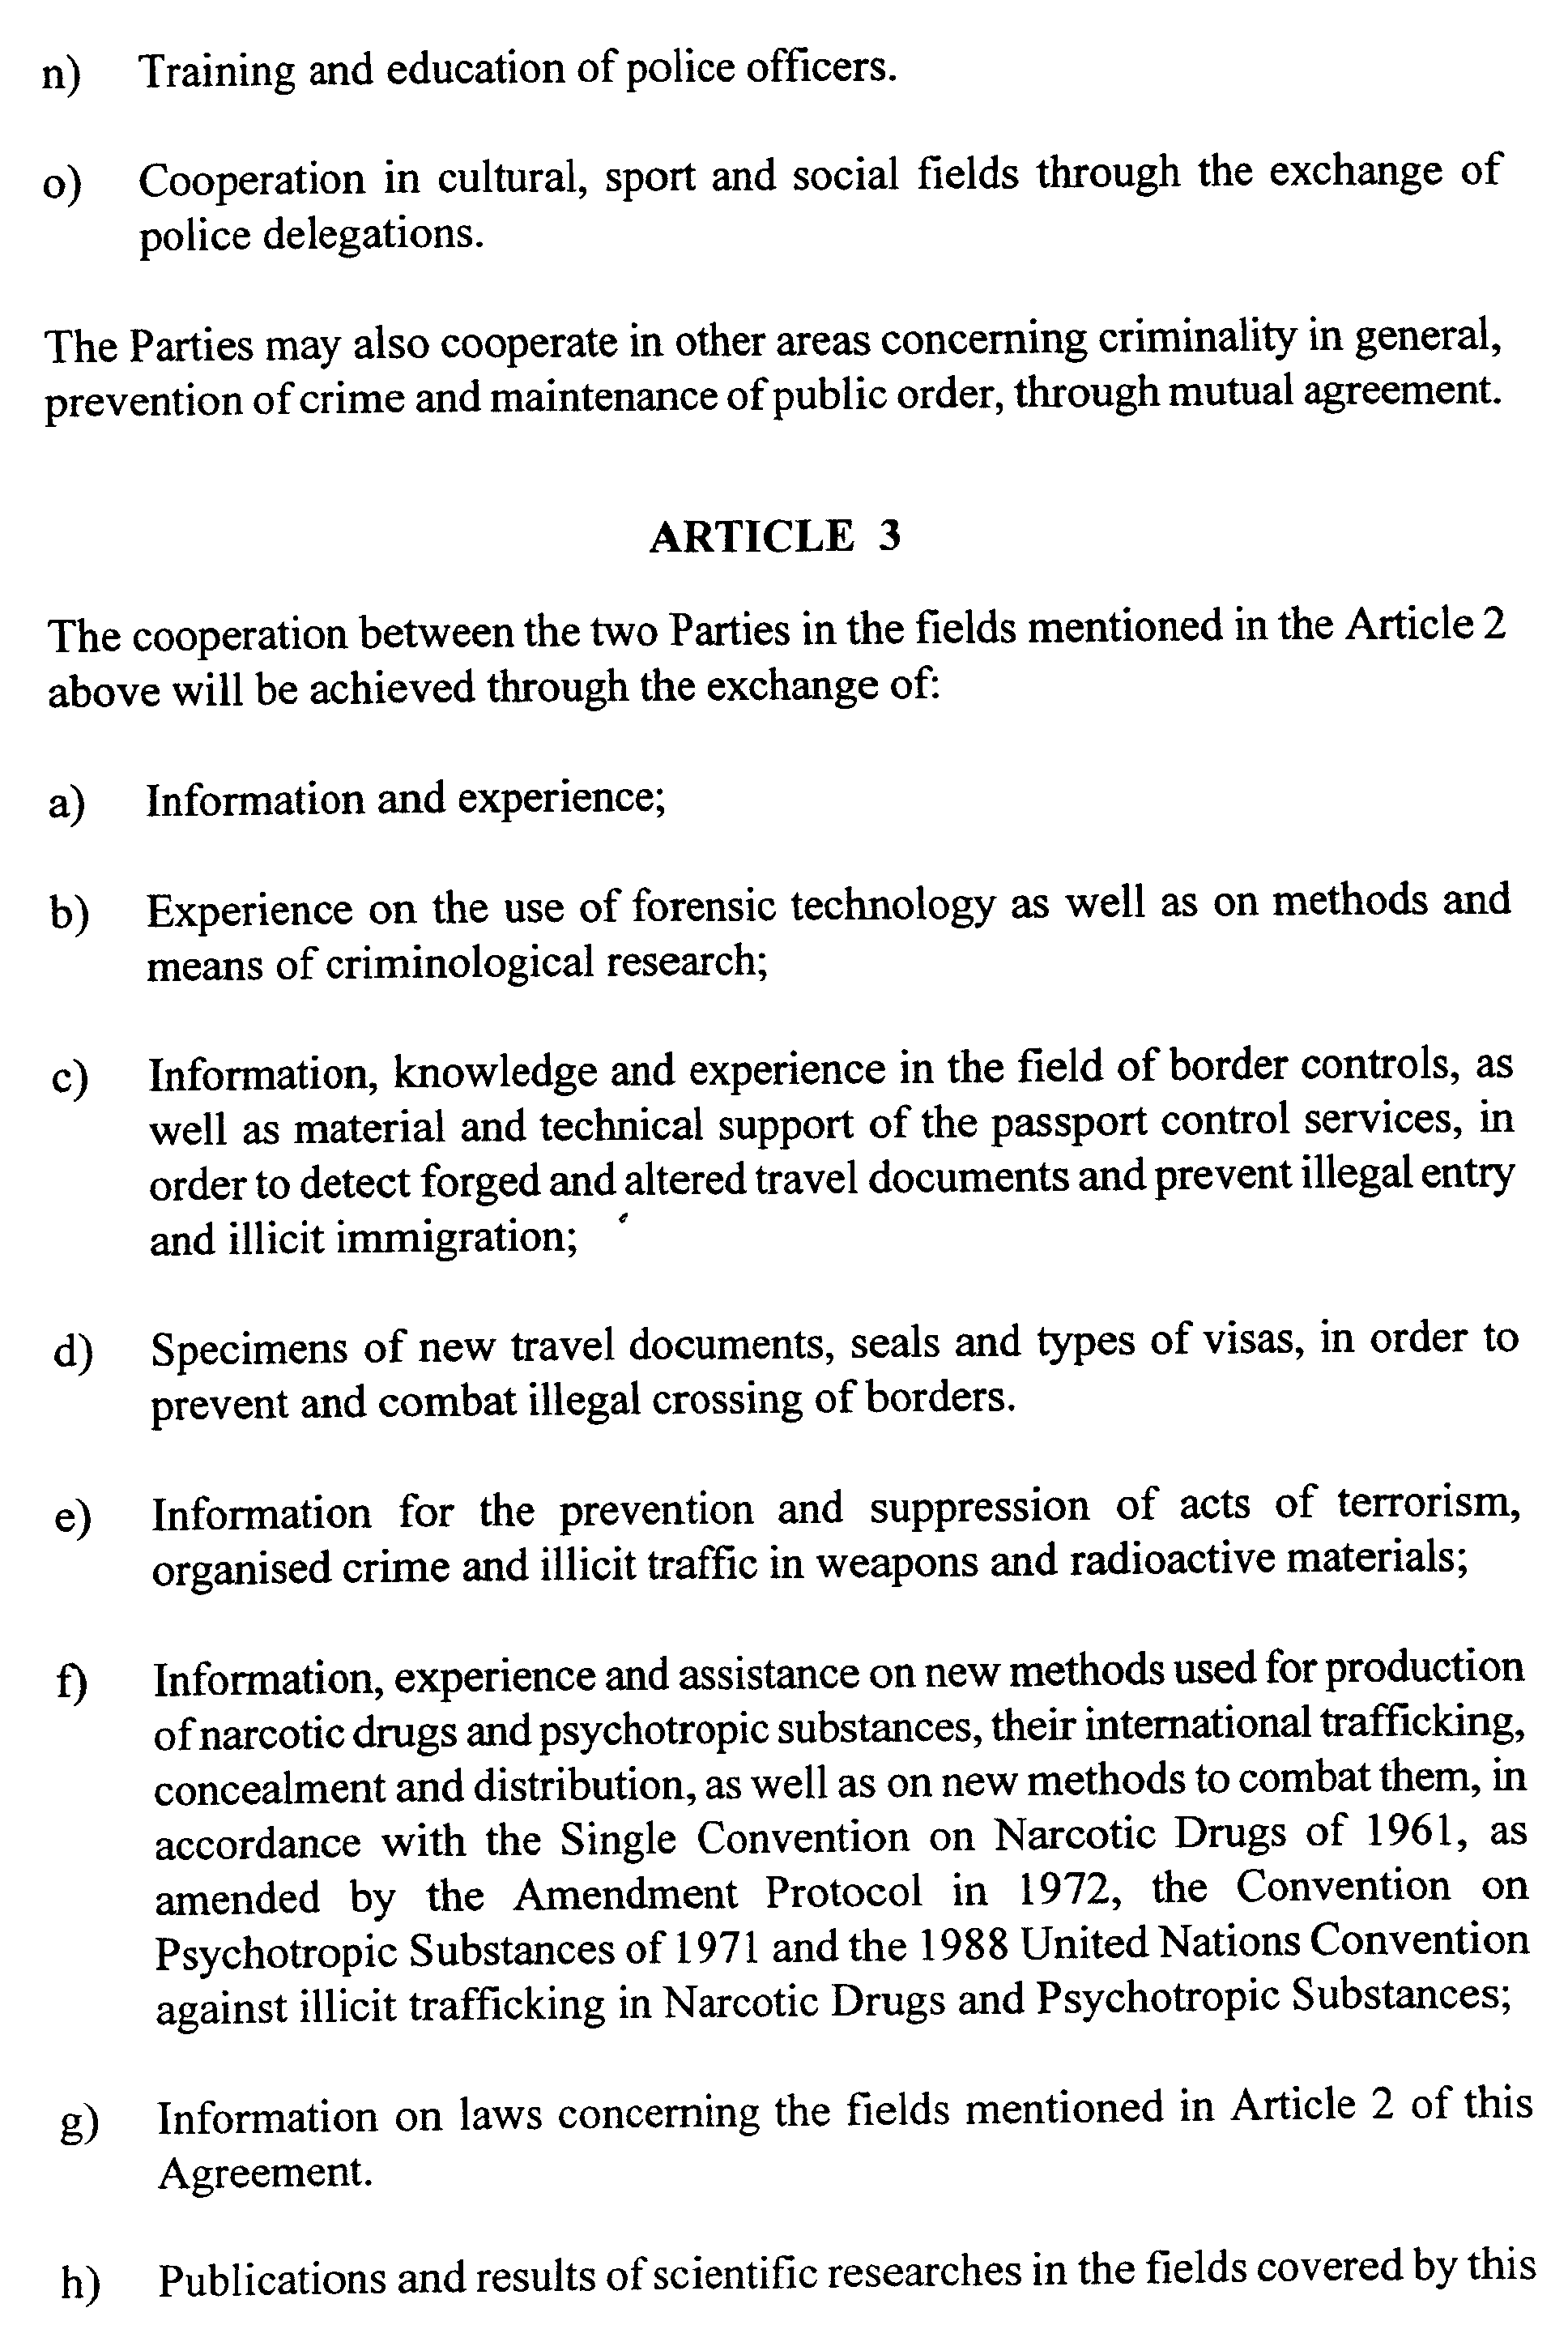 n) Training and education of police officers.
o) Cooperation in cultural, sport and social fields through the exchange of
police delegations.
The Parties may also cooperate in other areas concerning criminality in general,
prevention of crime and maintenance of public order, through mutual agreement.
ARTICLE 3
The cooperation between the two Parties in the fields mentioned in the Article 2
above will be achieved through the exchange of:
a) Information and experience;
b) Experience on the use of forensic technology as well as on methods and
means of criminological research;
c) Information, knowledge and experience in the field of border controls, as
well as material and technical support of the passport control services, in
order to detect forged and altered travel documents and prevent illegal entry
and illicit immigration;
d) Specimens of new travel documents, seals and types of visas, in order to
prevent and combat illegal crossing of borders.
e) Information for the prevention and suppression of acts of terrorism,
organised crime and illicit traffic in weapons and radioactive materials;
f) Information, experience and assistance on new methods used for production
of narcotic drugs and psychotropic substances, their international trafficking,
concealment and distribution, as well as on new methods to combat them, in
accordance with the Single Convention on Narcotic Drugs of 1961, as
amended by the Amendment Protocol in 1972, the Convention on
Psychotropic Substances of 1971 and the 1988 United Nations Convention
against illicit trafficking in Narcotic Drugs and Psychotropic Substances;
g) Information on laws concerning the fields mentioned in Article 2 of this
Agreement.
h) Publications and results of scientific researches in the fields covered by this